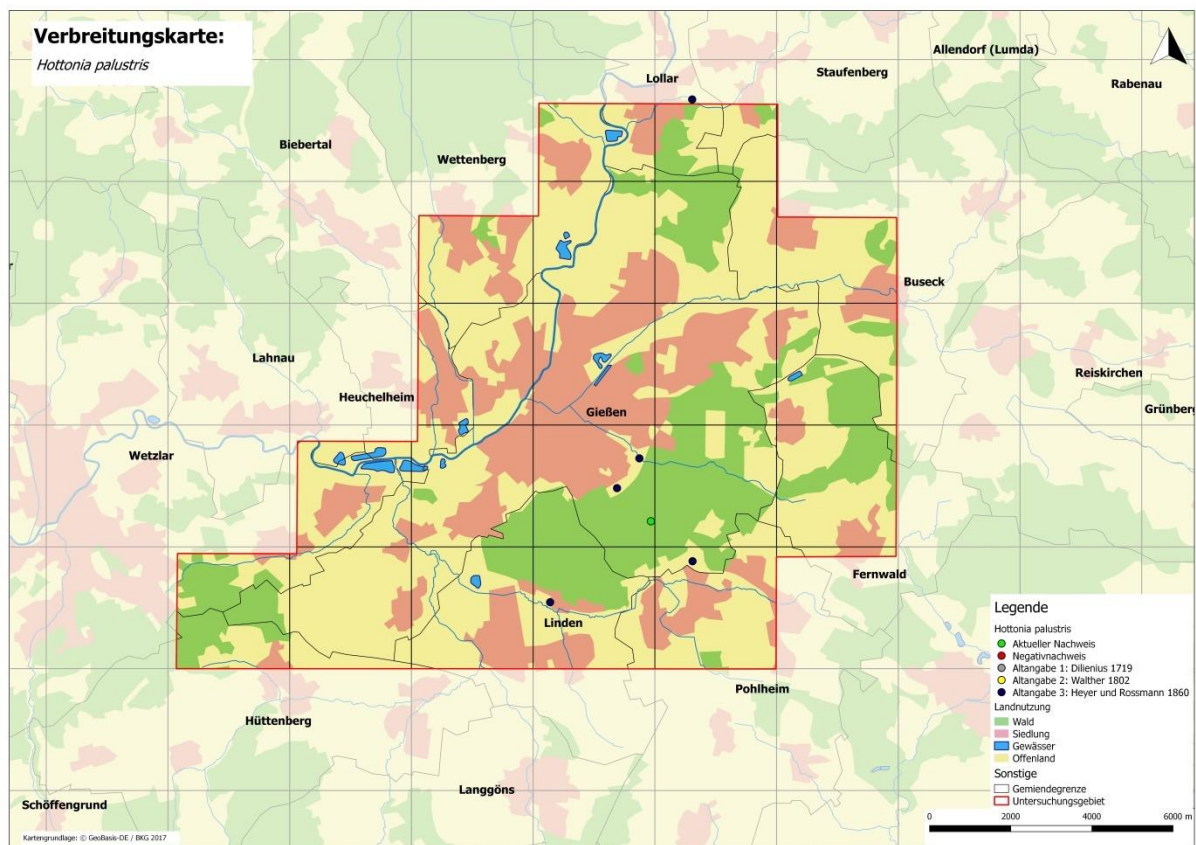 Verbreitungskarte:
Hottonia palustris
Allendorf (Lumda)
Lollar
Staufenberg
Rabenau
Biebertal
Wettenberg
Buseck
Lahnau
Reiskirchen
Heuchelheim
Gießen
Grünberg
Wetzlar
Fernwald
Linden
Pohlheim
Hüttenberg
Langgöns
Schöffengrund
Legende
Hottonia palustris
Aktueller Nachweis
Negativnachweis
Altangabe 1: Dillenius 1719
Altangabe 2: Walther 1802
Altangabe 3: Heyer und Rossmann 1860
Landnutzung
Wald
Siedlung
Gewässer
Offenland
Sonstige
Gemiendegrenze
Untersuchungsgebiet
0 2000 4000 6000 m
Kartengrundlage: © GeoBasis-DE / BKG 2017